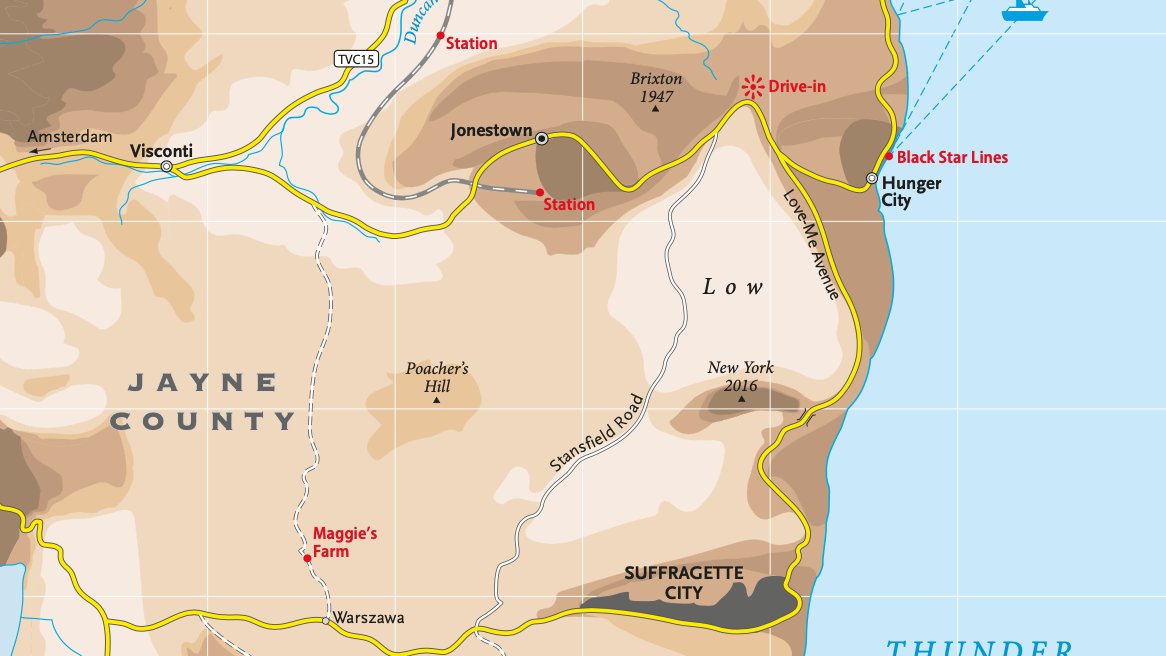 Duncan
Station
TVC15
Brixton
1947
Drive-in
Amsterdam
Visconti
Jonestown
Black Star Lines
Hunger
City
Station
Love-Me Avenue
Low
JAYNE
COUNTY
Poacher's
Hill
New York
2016
Stansfield Road
Maggie's
Farm
SUFFRAGETTE
CITY
Warszawa
THUNDER